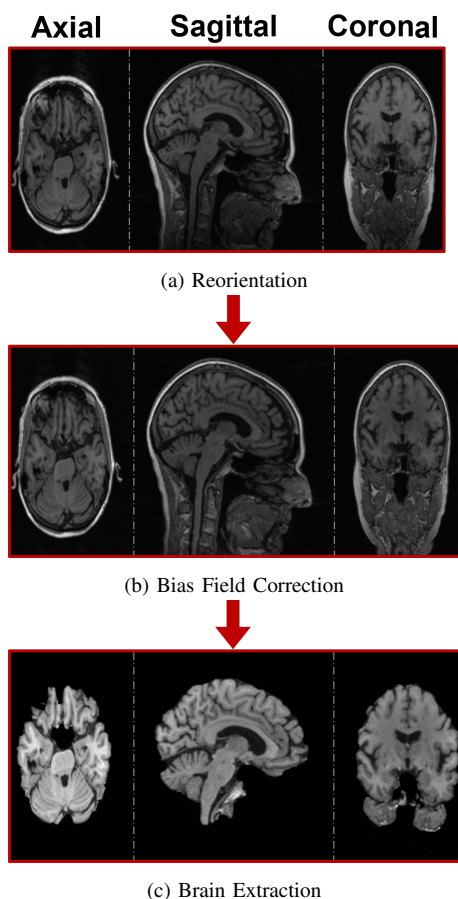 Axial Sagittal Coronal
(a) Reorientation
(b) Bias Field Correction
(c) Brain Extraction